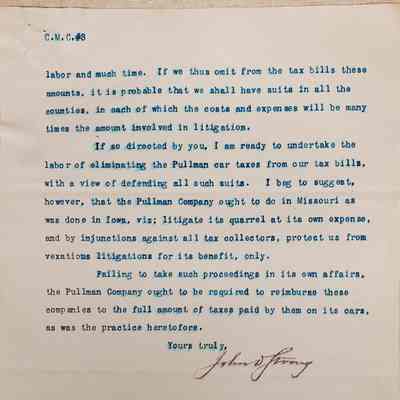 C.M.C.#3
labor and much time. If we thus omit from the tax bills these
amounts, it is probable that we shall have suits in all the
counties, in each of which the costs and expenses will be many
times the amount involved in litigation.
If so directed by you, I am ready to undertake the
labor of eliminating the Pullman car taxes from our tax bills,
with a view of defending all such suits. I beg to suggest,
however, that the Pullman Company ought to do in Missouri as
was done in Iowa, viz; litigate its quarrel at its own expense,
and by injunctions against all tax collectors, protect us from
vexatious litigations for its benefit, only.
Failing to take such proceedings in its own affairs,
the Pullman Company ought to be required to reimburse these
companies to the full amount of taxes paid by them on its cars,
as was the practice heretofore.
Yours truly,
John D Strong